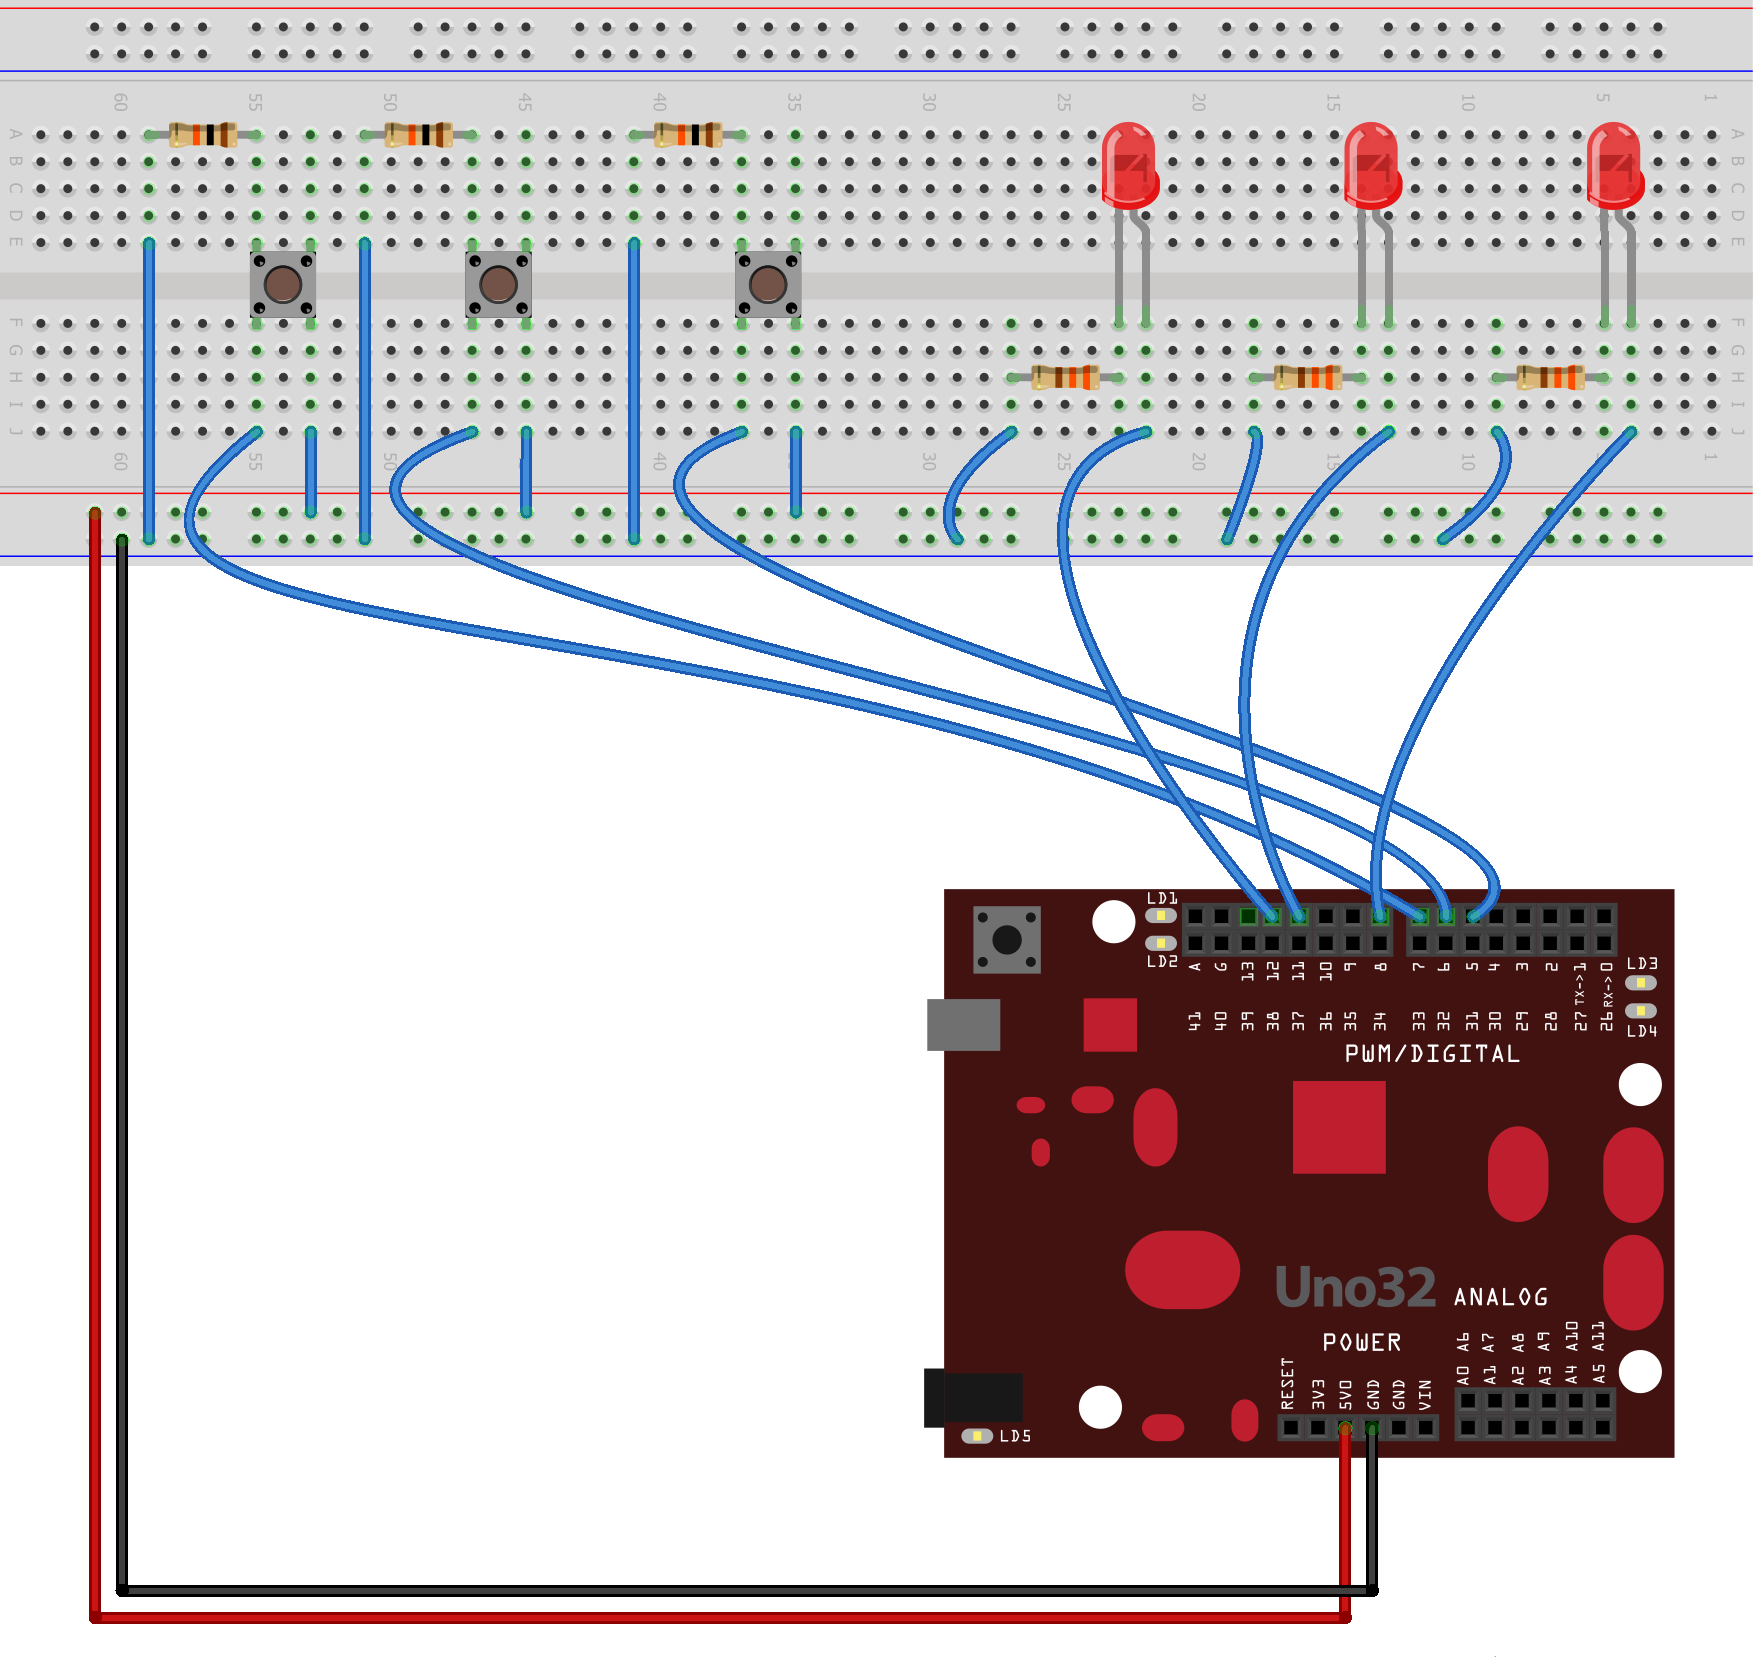 60 55 50 45 40 35 30 25 20 15 10 5 1
A A
B B
C C
D D
E E
F F
G G
H H
I I
J J
60 55 50 40 30 25 20 15 10 1
LD1
LD2
A G 13 12 11 10 9 8 7 6 5 4 3 2 TX->1 RX->0
LD3
41 40 39 38 37 36 35 34 33 32 31 30 29 28 27 26
LD4
PWM/DIGITAL
Uno32
ANALOG
POWER
A6 A7 A8 A9 A10 A11
RESET 3V3 5V0 GND GND VIN
A0 A1 A2 A3 A4 A5
LD5